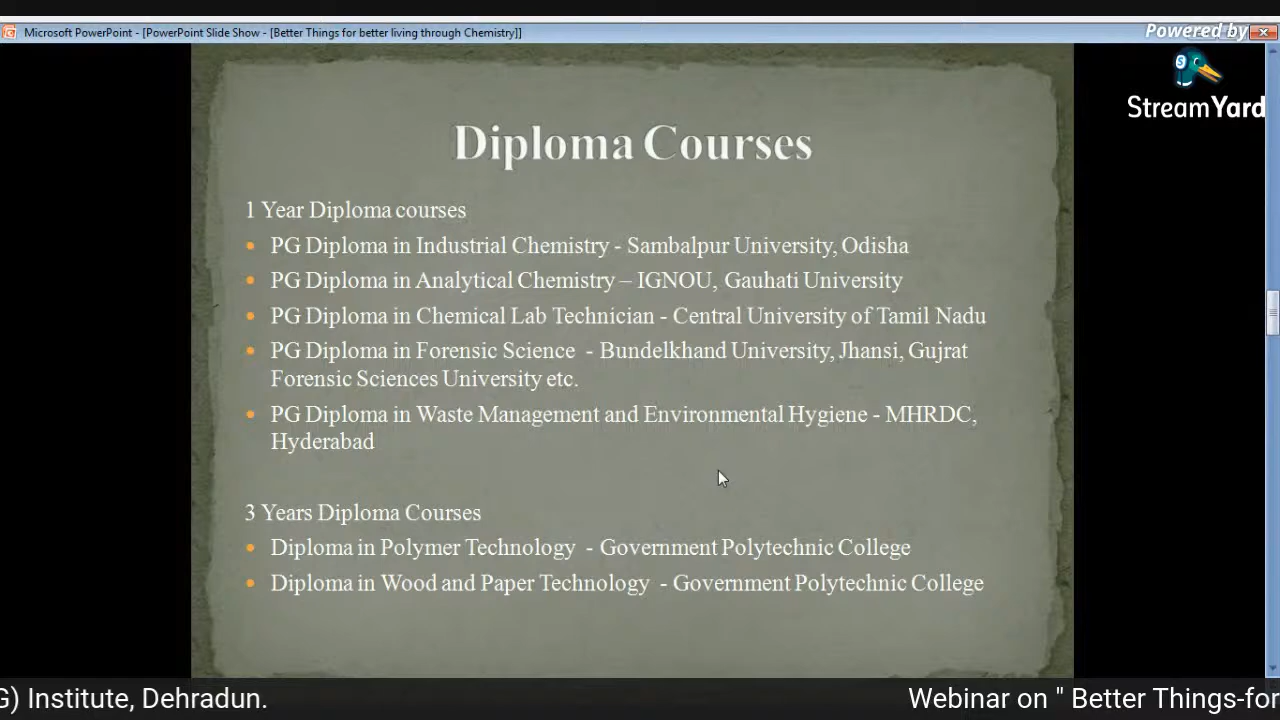 Microsoft PowerPoint - [PowerPoint Slide Show - [Better Things for better living through Chemistry]]
Powered by
StreamYard
Diploma Courses
1 Year Diploma courses
• PG Diploma in Industrial Chemistry - Sambalpur University, Odisha
• PG Diploma in Analytical Chemistry – IGNOU, Gauhati University
• PG Diploma in Chemical Lab Technician - Central University of Tamil Nadu
• PG Diploma in Forensic Science - Bundelkhand University, Jhansi, Gujrat
Forensic Sciences University etc.
• PG Diploma in Waste Management and Environmental Hygiene - MHRDC,
Hyderabad
3 Years Diploma Courses
• Diploma in Polymer Technology - Government Polytechnic College
• Diploma in Wood and Paper Technology - Government Polytechnic College
G) Institute, Dehradun. Webinar on " Better Things-for